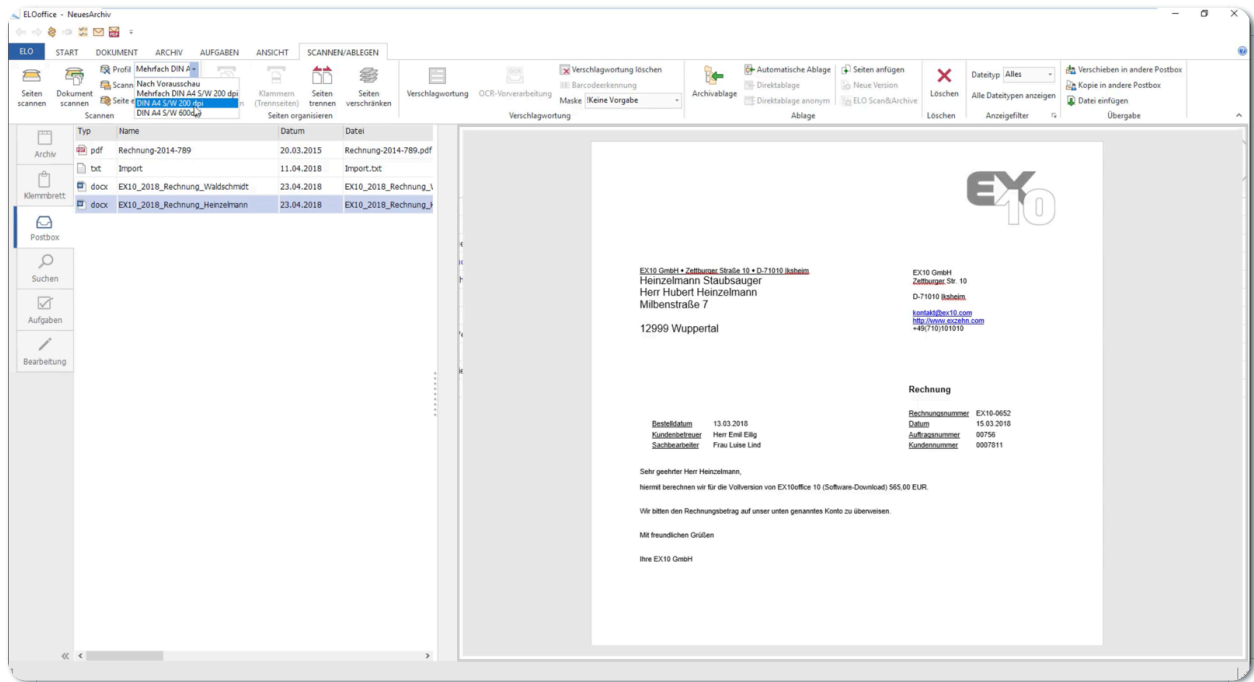 ELOoffice - NeuesArchiv
ELO START DOKUMENT ARCHIV AUFGABEN ANSICHT SCANNEN/ABLEGEN
Seiten scannen
Dokument scannen
Profil Mehrfach DIN A
Scann
Seite
Scannen
Nach Vorausschau
Mehrfach DIN A4 S/W 200 dpi
DIN A4 S/W 200 dpi
DIN A4 S/W 600dpi
Klammern (Trennseiten)
Seiten trennen
Seiten verschränken
Seiten organisieren
Verschlagwortung
OCR-Vorverarbeitung
Verschlagwortung löschen
Barcodeerkennung
Maske !Keine Vorgabe
Verschlagwortung
Archivablage
Automatische Ablage
Direktablage
Direktablage anonym
Seiten anfügen
Neue Version
ELO Scan&Archive
Ablage
Löschen
Löschen
Dateityp Alles
Alle Dateitypen anzeigen
Anzeigefilter
Verschieben in andere Postbox
Kopie in andere Postbox
Datei einfügen
Übergabe
Archiv
Klemmbrett
Postbox
Suchen
Aufgaben
Bearbeitung
Typ Name Datum Datei
pdf Rechnung-2014-789 20.03.2015 Rechnung-2014-789.pdf
txt Import 11.04.2018 Import.txt
docx EX10_2018_Rechnung_Waldschmidt 23.04.2018 EX10_2018_Rechnung_
docx EX10_2018_Rechnung_Heinzelmann 23.04.2018 EX10_2018_Rechnung_
EX10
EX10 GmbH • Zettburger Straße 10 • D-71010 Iksheim
Heinzelmann Staubsauger
Herr Hubert Heinzelmann
Milbenstraße 7
12999 Wuppertal
EX10 GmbH
Zettburger Str. 10
D-71010 Iksheim
kontakt@ex10.com
http://www.exzehn.com
+49(710)101010
Rechnung
Rechnungsnummer EX10-0652
Datum 15.03.2018
Auftragsnummer 00756
Kundennummer 0007811
Bestelldatum 13.03.2018
Kundenbetreuer Herr Emil Eilig
Sachbearbeiter Frau Luise Lind
Sehr geehrter Herr Heinzelmann,
hiermit berechnen wir für die Vollversion von EX10office 10 (Software-Download) 565,00 EUR.
Wir bitten den Rechnungsbetrag auf unser unten genanntes Konto zu überweisen.
Mit freundlichen Grüßen
Ihre EX10 GmbH